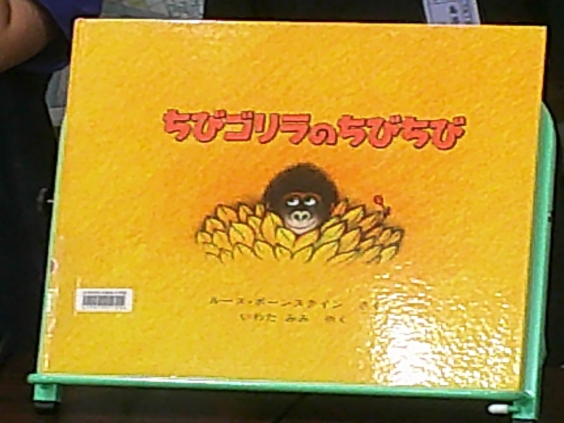 ちびゴリラのちびちび
ルース・ボーンスタイン さく
いわた みみ やく